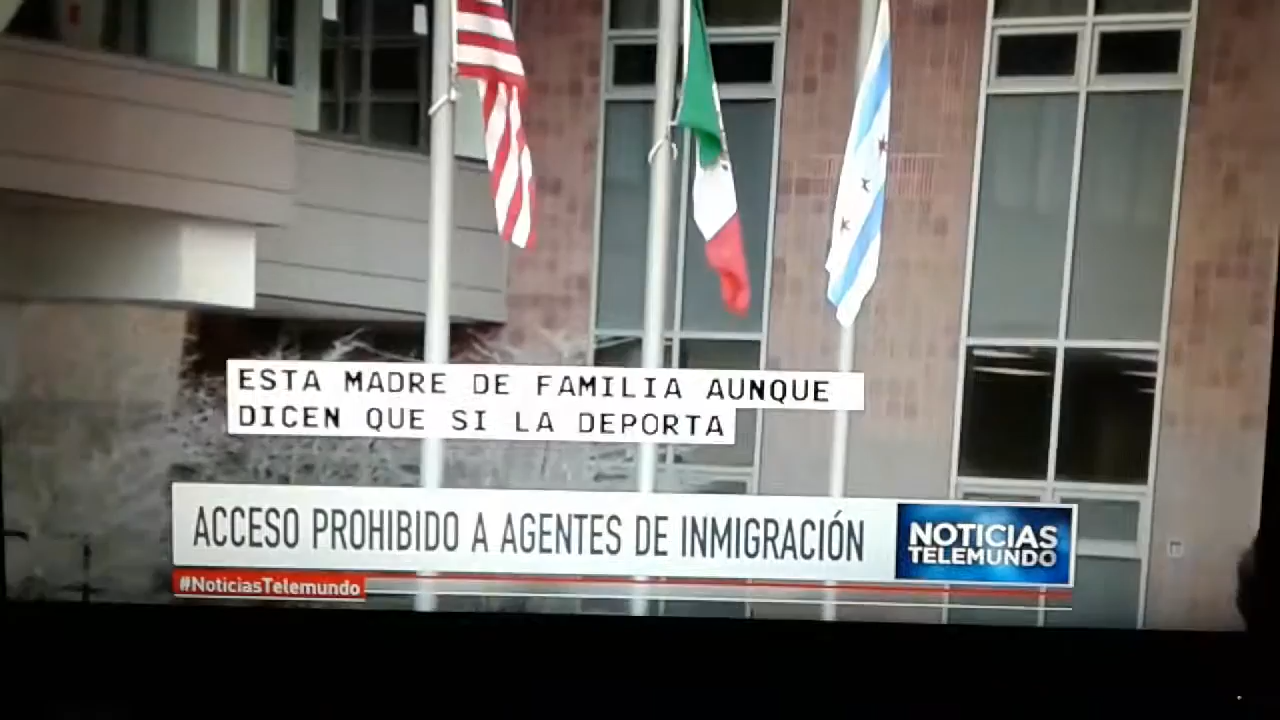 ESTA MADRE DE FAMILIA AUNQUE
DICEN QUE SI LA DEPORTA
ACCESO PROHIBIDO A AGENTES DE INMIGRACIÓN
NOTICIAS
TELEMUNDO
#NoticiasTelemundo